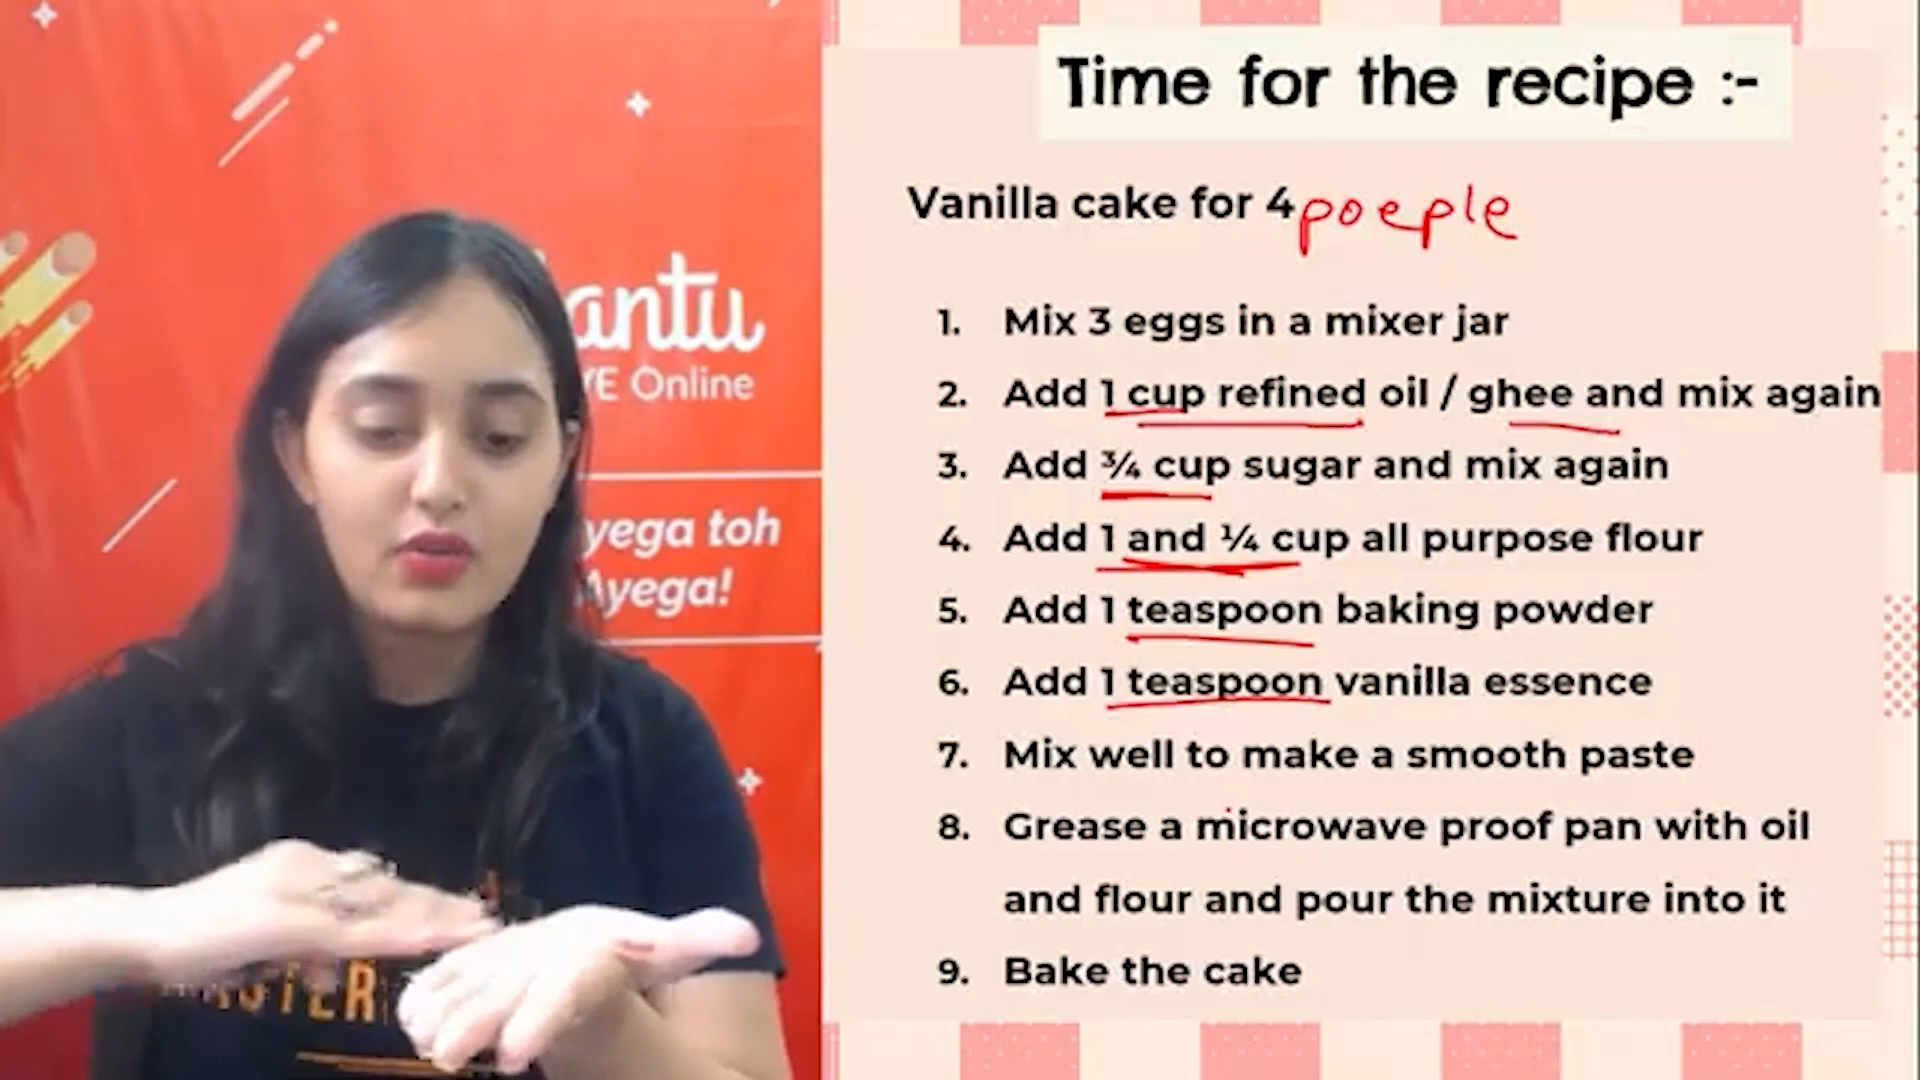 Time for the recipe :-
Vanilla cake for 4 poeple
1. Mix 3 eggs in a mixer jar
2. Add 1 cup refined oil / ghee and mix again
3. Add ¾ cup sugar and mix again
4. Add 1 and ¼ cup all purpose flour
5. Add 1 teaspoon baking powder
6. Add 1 teaspoon vanilla essence
7. Mix well to make a smooth paste
8. Grease a microwave proof pan with oil
and flour and pour the mixture into it
9. Bake the cake
antu
VE Online
yega toh
Ayega!